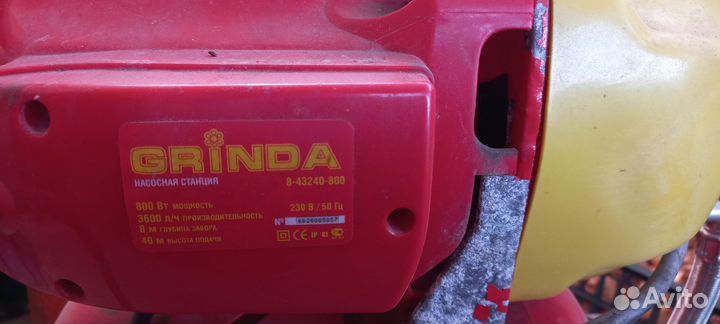 GRINDA
НАСОСНАЯ СТАНЦИЯ 8-43240-800
800 Вт МОЩНОСТЬ 230 В / 50 Гц
3600 л/ч ПРОИЗВОДИТЕЛЬНОСТЬ №
8 м ГЛУБИНА ЗАБОРА CE IP 41
40 м ВЫСОТА ПОДАЧИ
Avito